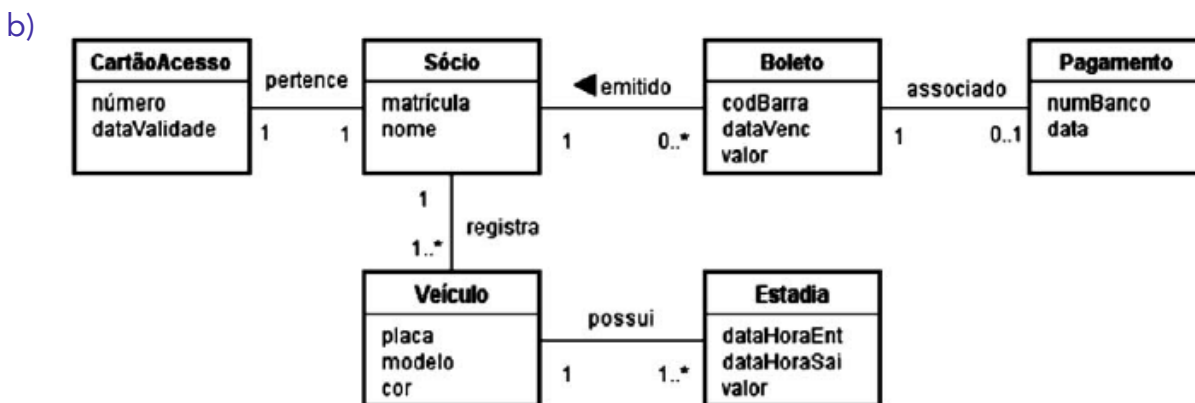 b)
CartãoAcesso
número
dataValidade
pertence
1
1
Sócio
matrícula
nome
◀emitido
1
0..*
Boleto
codBarra
dataVenc
valor
associado
1
0..1
Pagamento
numBanco
data
1
registra
1..*
Veículo
placa
modelo
cor
possui
1
1..*
Estadia
dataHoraEnt
dataHoraSai
valor